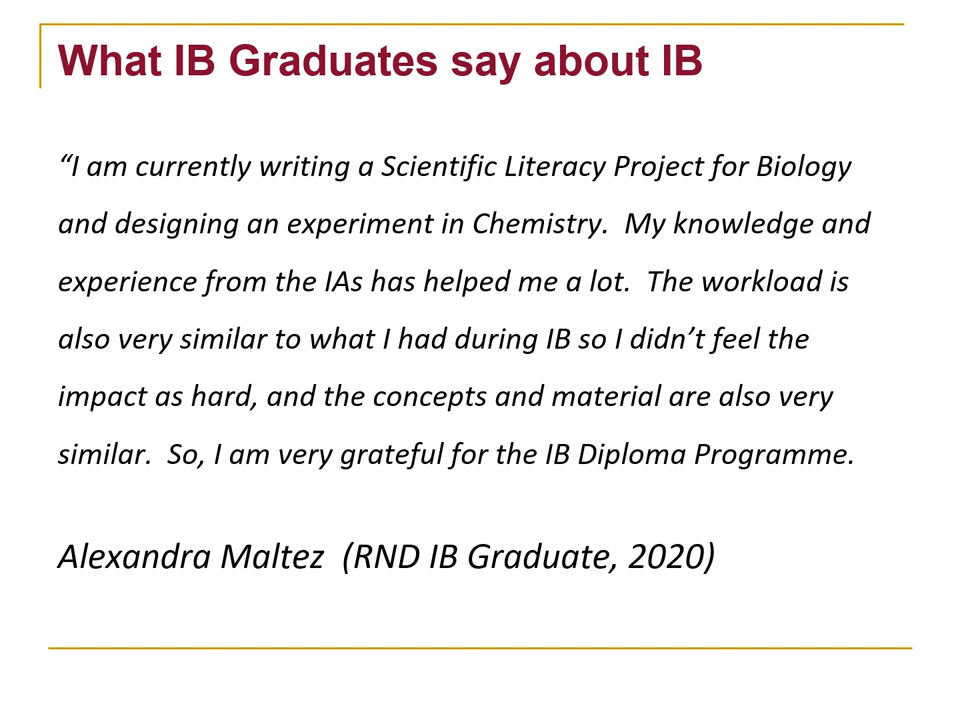 What IB Graduates say about IB
“I am currently writing a Scientific Literacy Project for Biology
and designing an experiment in Chemistry.  My knowledge and
experience from the IAs has helped me a lot.  The workload is
also very similar to what I had during IB so I didn’t feel the
impact as hard, and the concepts and material are also very
similar.  So, I am very grateful for the IB Diploma Programme.
Alexandra Maltez  (RND IB Graduate, 2020)